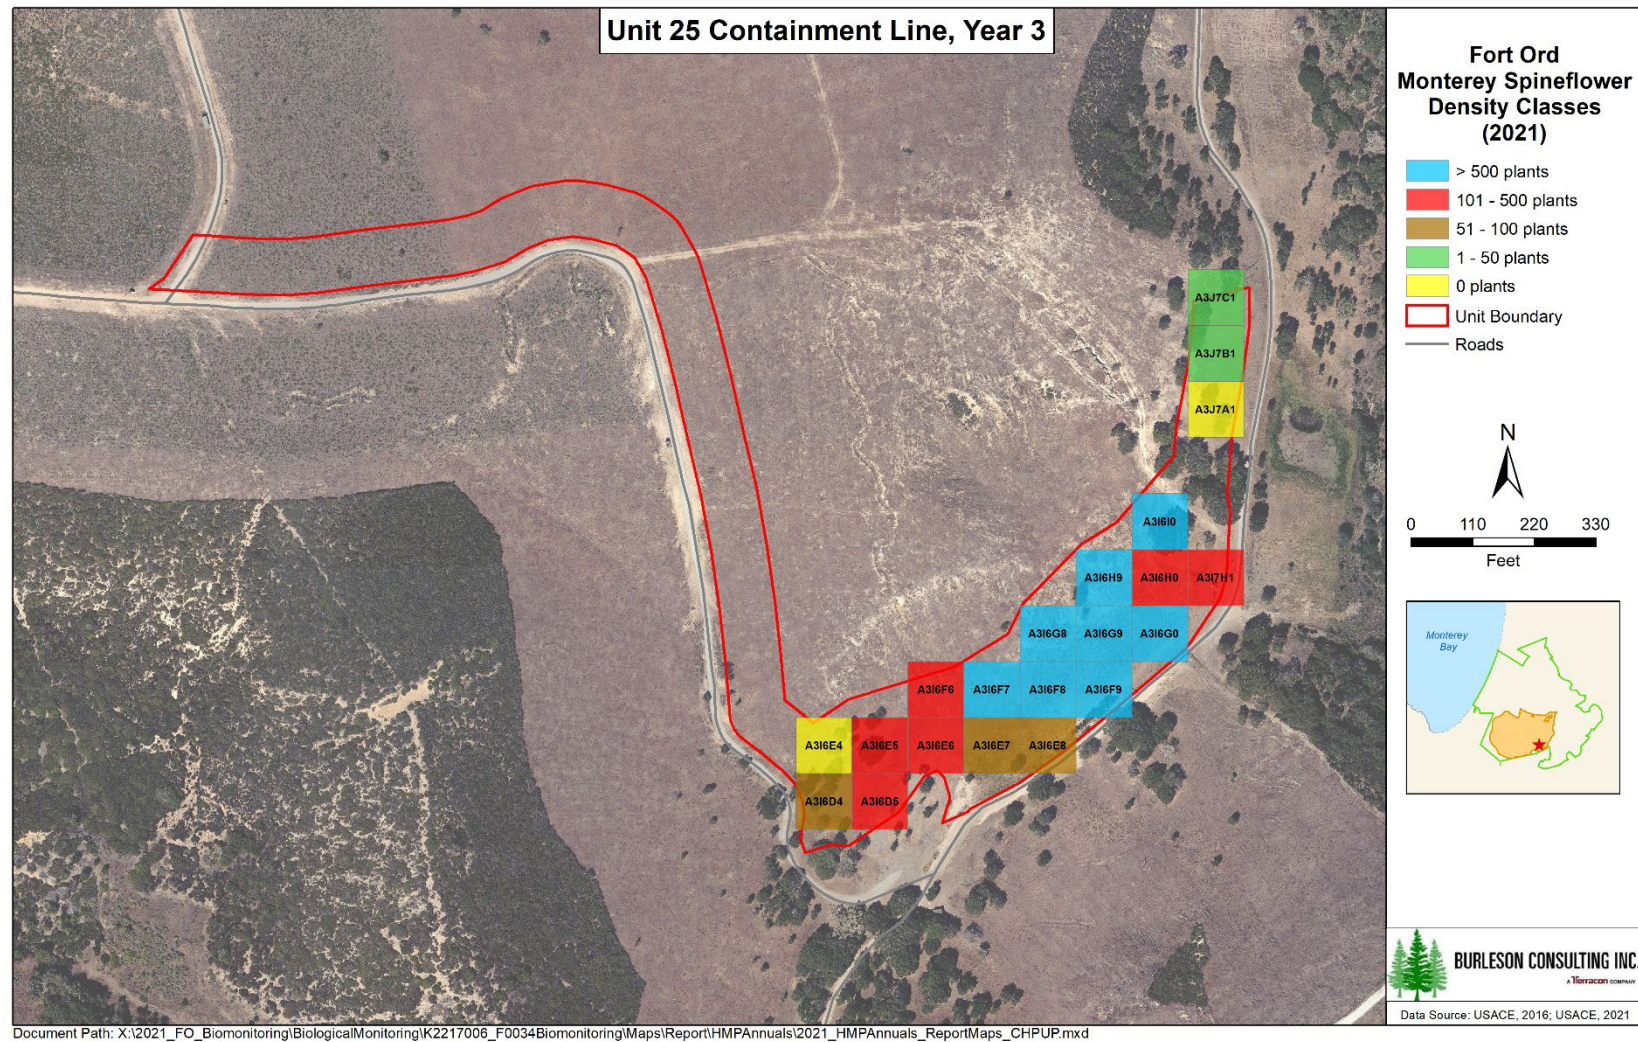 Unit 25 Containment Line, Year 3
Fort Ord
Monterey Spineflower
Density Classes
(2021)
> 500 plants
101 - 500 plants
51 - 100 plants
1 - 50 plants
0 plants
Unit Boundary
Roads
A3J7C1
A3J7B1
A3J7A1
A3I6I0
A3I6H9
A3I6H0
A3I7H1
A3I6G8
A3I6G9
A3I6G0
A3I6F6
A3I6F7
A3I6F8
A3I6F9
A3I6E4
A3I6E5
A3I6E6
A3I6E7
A3I6E8
A3I6D4
A3I6D5
N
0 110 220 330
Feet
Monterey
Bay
BURLESON CONSULTING INC.
A Terracon COMPANY
Data Source: USACE, 2016; USACE, 2021
Document Path: X:\2021_FO_Biomonitoring\BiologicalMonitoring\K2217006_F0034Biomonitoring\Maps\Report\HMPAnnuals\2021_HMPAnnuals_ReportMaps_CHPUP.mxd